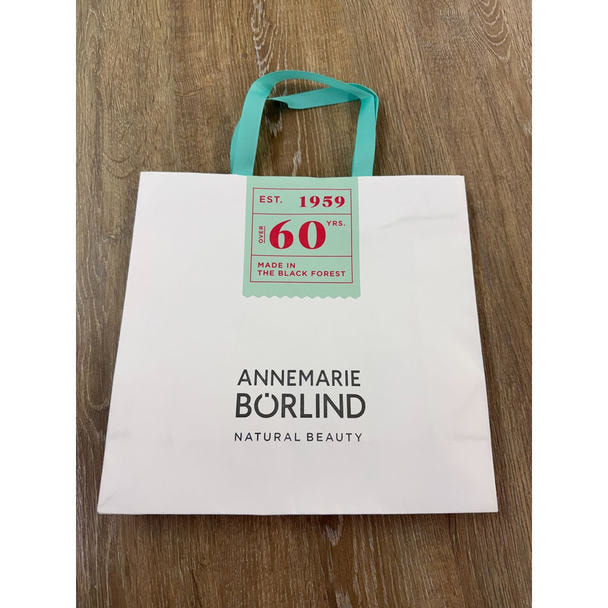 EST. 1959
OVER 60 YRS.
MADE IN
THE BLACK FOREST
ANNEMARIE
BÖRLIND
NATURAL BEAUTY